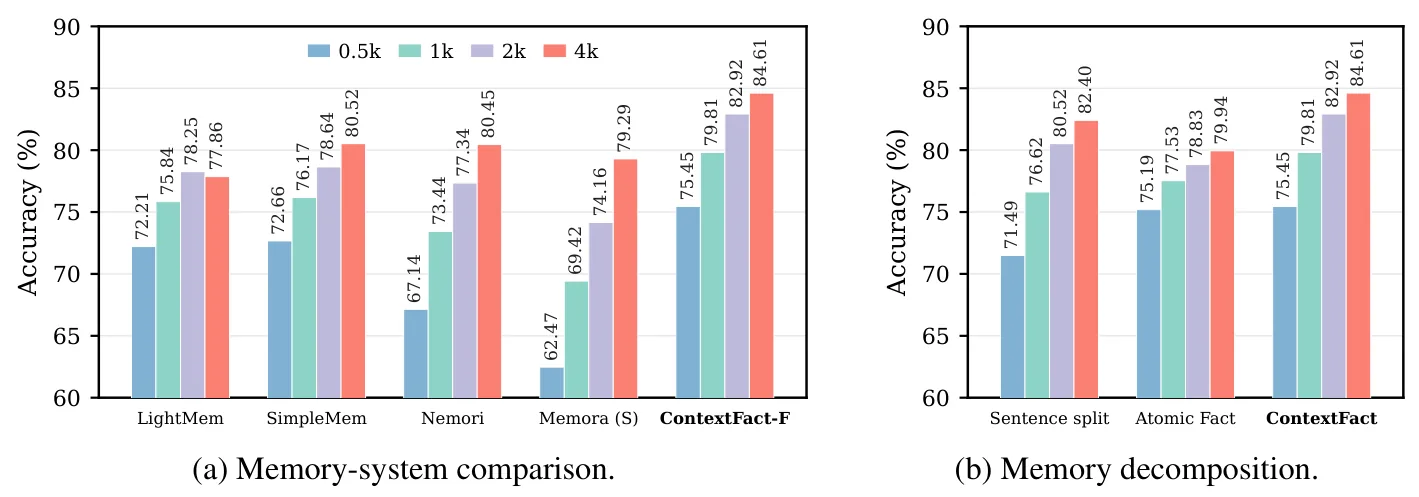 90
85
80
75
70
65
60
Accuracy (%)
0.5k 1k 2k 4k
72.21 75.84 78.25 77.86
72.66 76.17 78.64 80.52
67.14 73.44 77.34 80.45
62.47 69.42 74.16 79.29
75.45 79.81 82.92 84.61
LightMem SimpleMem Nemori Memora (S) ContextFact-F
(a) Memory-system comparison.
90
85
80
75
70
65
60
Accuracy (%)
71.49 76.62 80.52 82.40
75.19 77.53 78.83 79.94
75.45 79.81 82.92 84.61
Sentence split Atomic Fact ContextFact
(b) Memory decomposition.